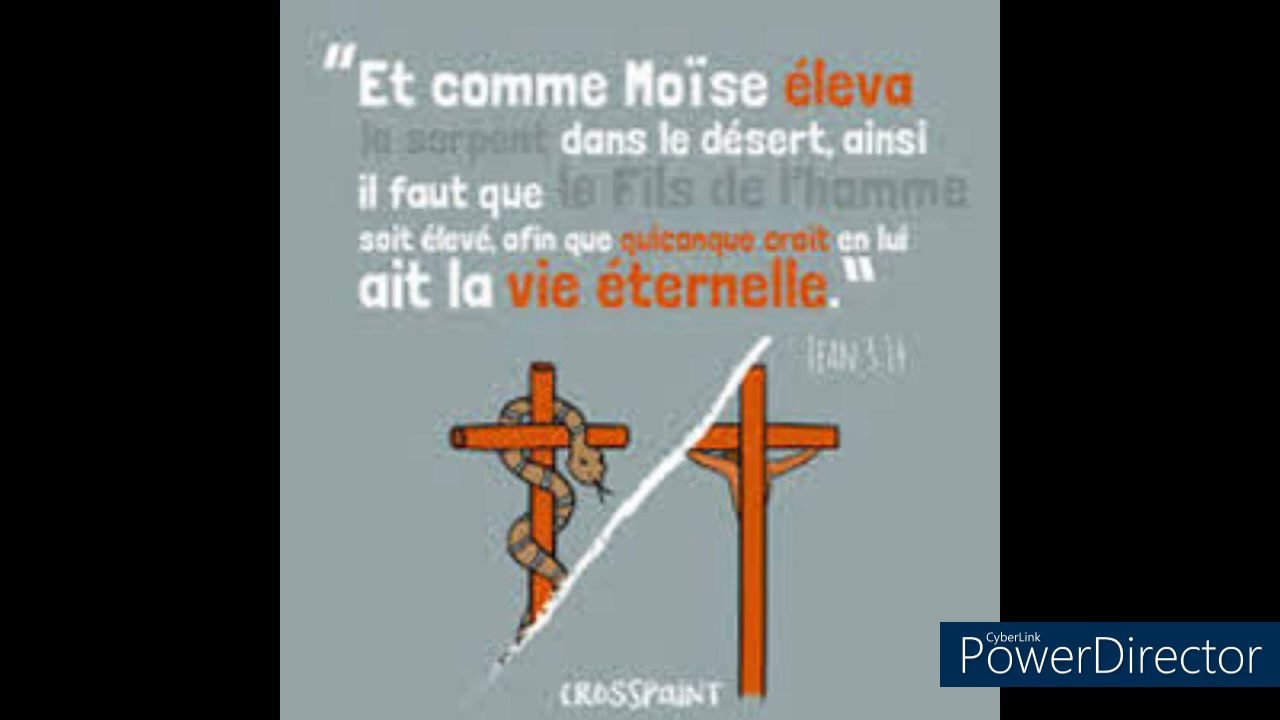 "Et comme Moïse éleva
le serpent dans le désert, ainsi
il faut que le Fils de l'homme
soit élevé, afin que quiconque croit en lui
ait la vie éternelle."
Jean 3.14
CROSSPAINT
CyberLink
PowerDirector